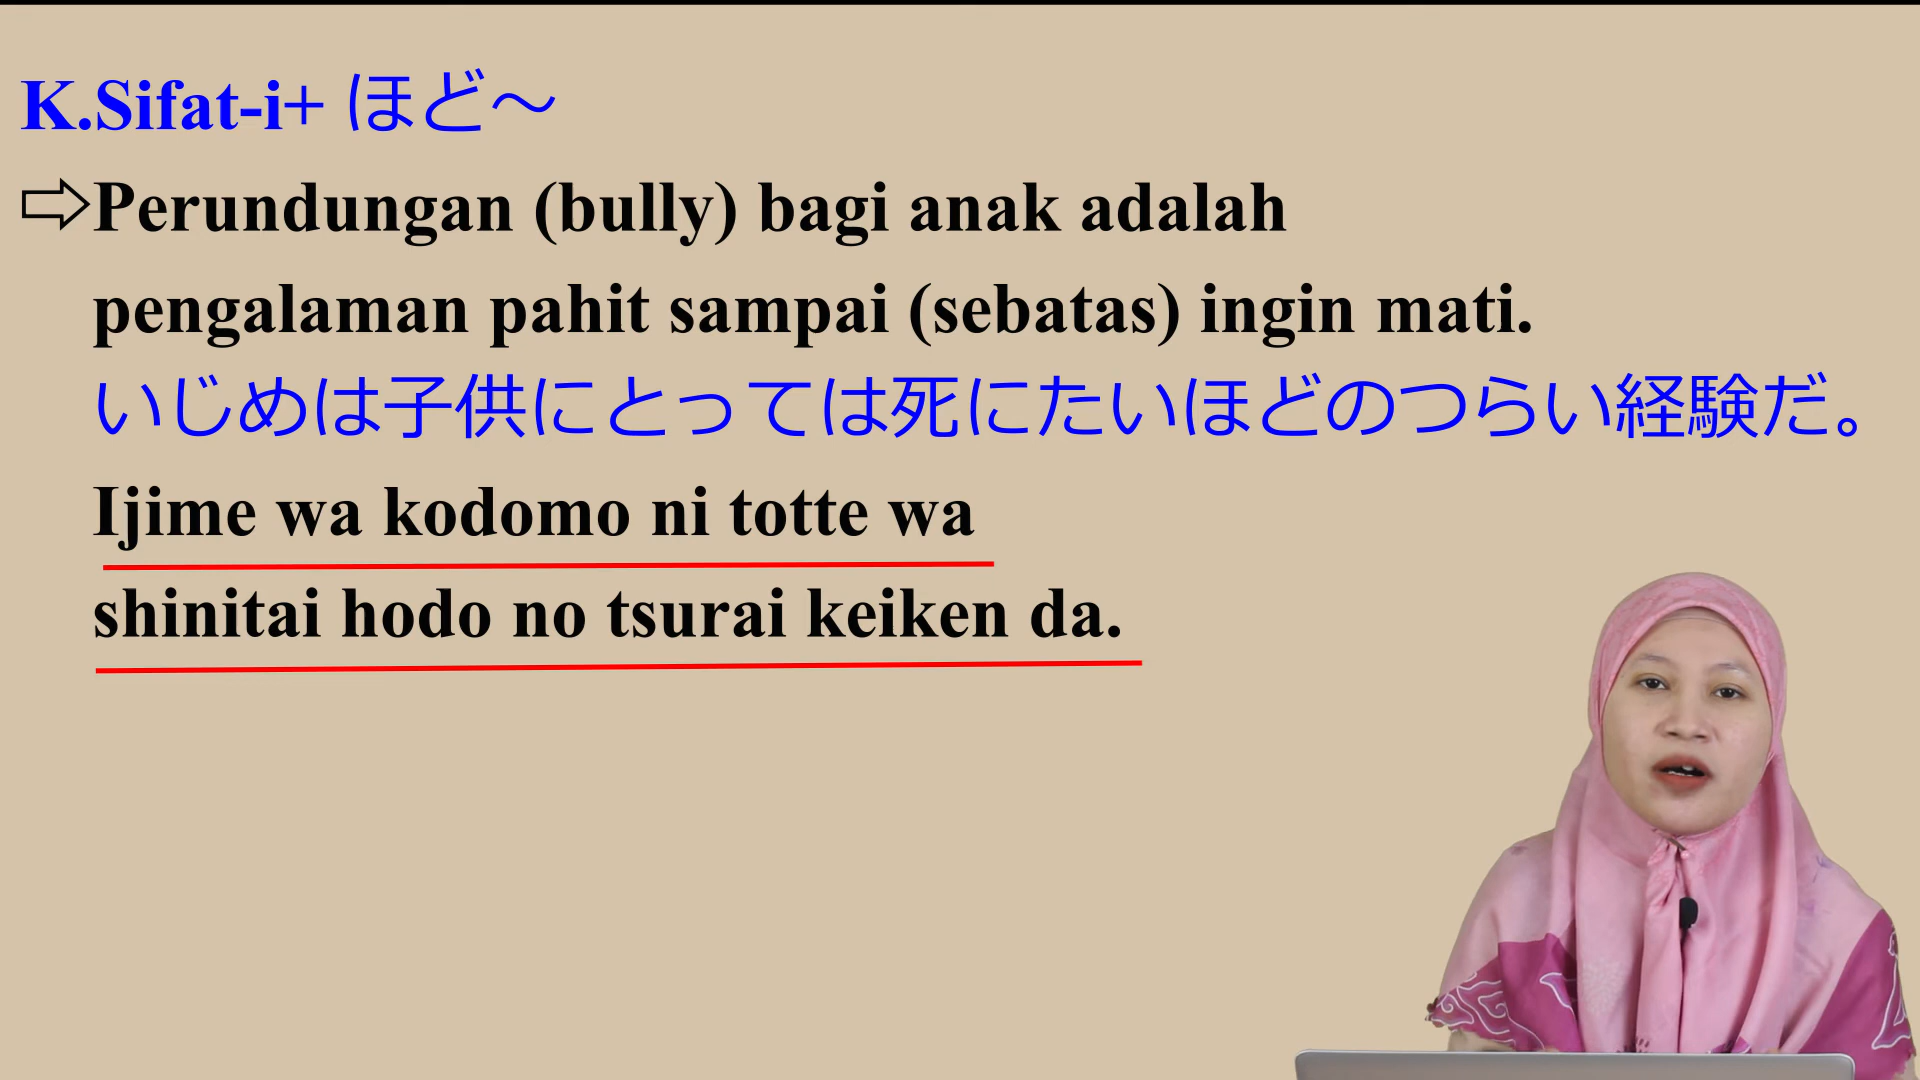 K.Sifat-i+ ほど～
⇨Perundungan (bully) bagi anak adalah
pengalaman pahit sampai (sebatas) ingin mati.
いじめは子供にとっては死にたいほどのつらい経験だ。
Ijime wa kodomo ni totte wa
shinitai hodo no tsurai keiken da.